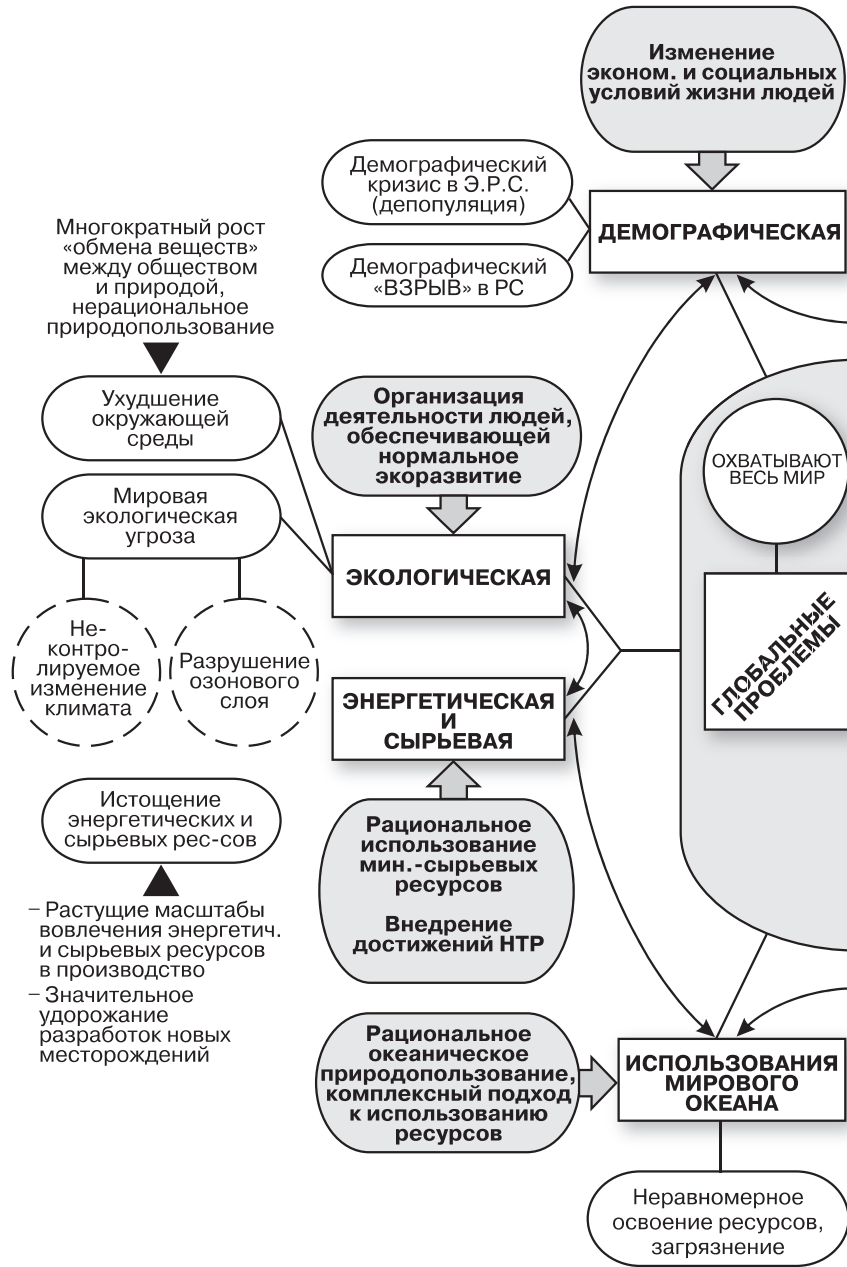 Изменение
эконом. и социальных
условий жизни людей
Демографический
кризис в Э.Р.С.
(депопуляция)
ДЕМОГРАФИЧЕСКАЯ
Демографический
«ВЗРЫВ» в РС
Многократный рост
«обмена веществ»
между обществом
и природой,
нерациональное
природопользование
Ухудшение
окружающей
среды
Организация
деятельности людей,
обеспечивающей
нормальное
экоразвитие
ОХВАТЫВАЮТ
ВЕСЬ МИР
Мировая
экологическая
угроза
ЭКОЛОГИЧЕСКАЯ
ГЛОБАЛЬНЫЕ
ПРОБЛЕМЫ
Не-
контро-
лируемое
изменение
климата
Разрушение
озонового
слоя
ЭНЕРГЕТИЧЕСКАЯ
И
СЫРЬЕВАЯ
Истощение
энергетических и
сырьевых рес-сов
Рациональное
использование
мин.-сырьевых
ресурсов
Внедрение
достижений НТР
– Растущие масштабы
вовлечения энергетич.
и сырьевых ресурсов
в производство
– Значительное
удорожание
разработок новых
месторождений
Рациональное
океаническое
природопользование,
комплексный подход
к использованию
ресурсов
ИСПОЛЬЗОВАНИЯ
МИРОВОГО
ОКЕАНА
Неравномерное
освоение ресурсов,
загрязнение